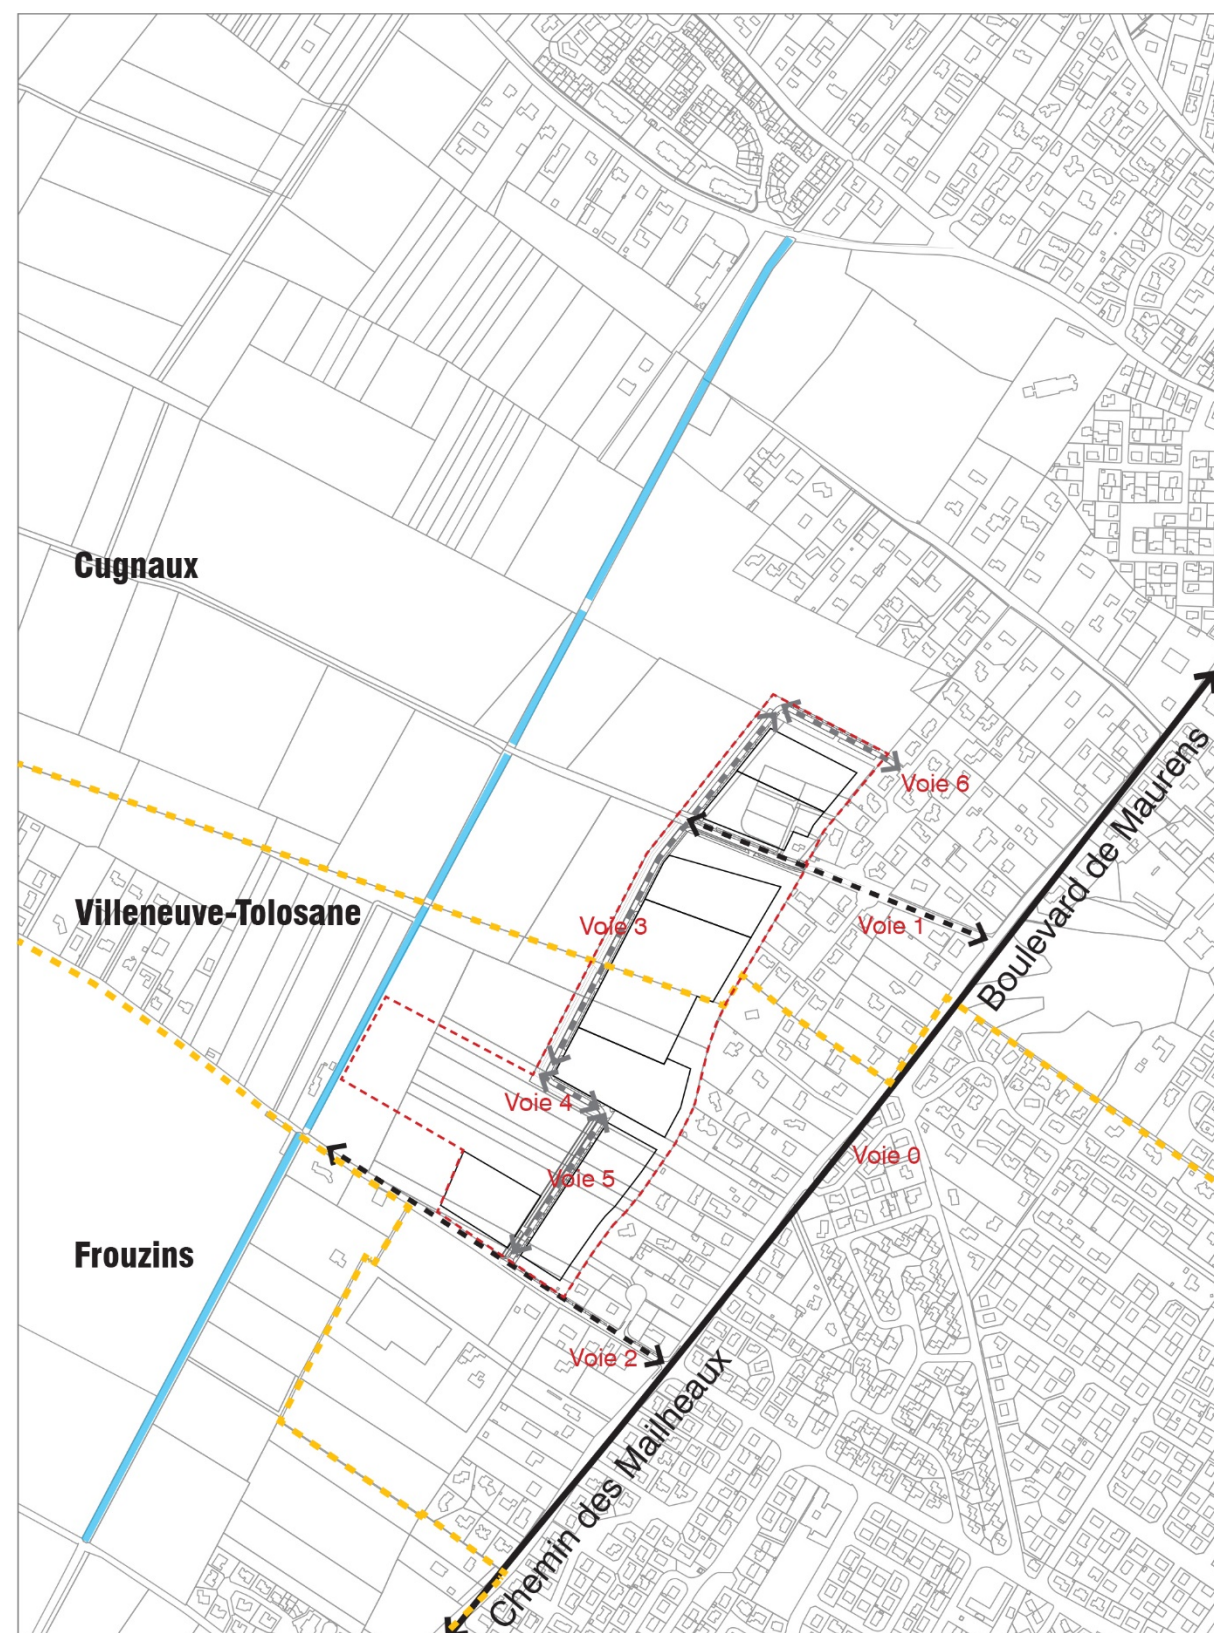 Cugnaux
Voie 6
Boulevard de Maurens
Villeneuve-Tolosane
Voie 3
Voie 1
Voie 4
Voie 0
Voie 5
Frouzins
Voie 2
Chemin des Mailheaux